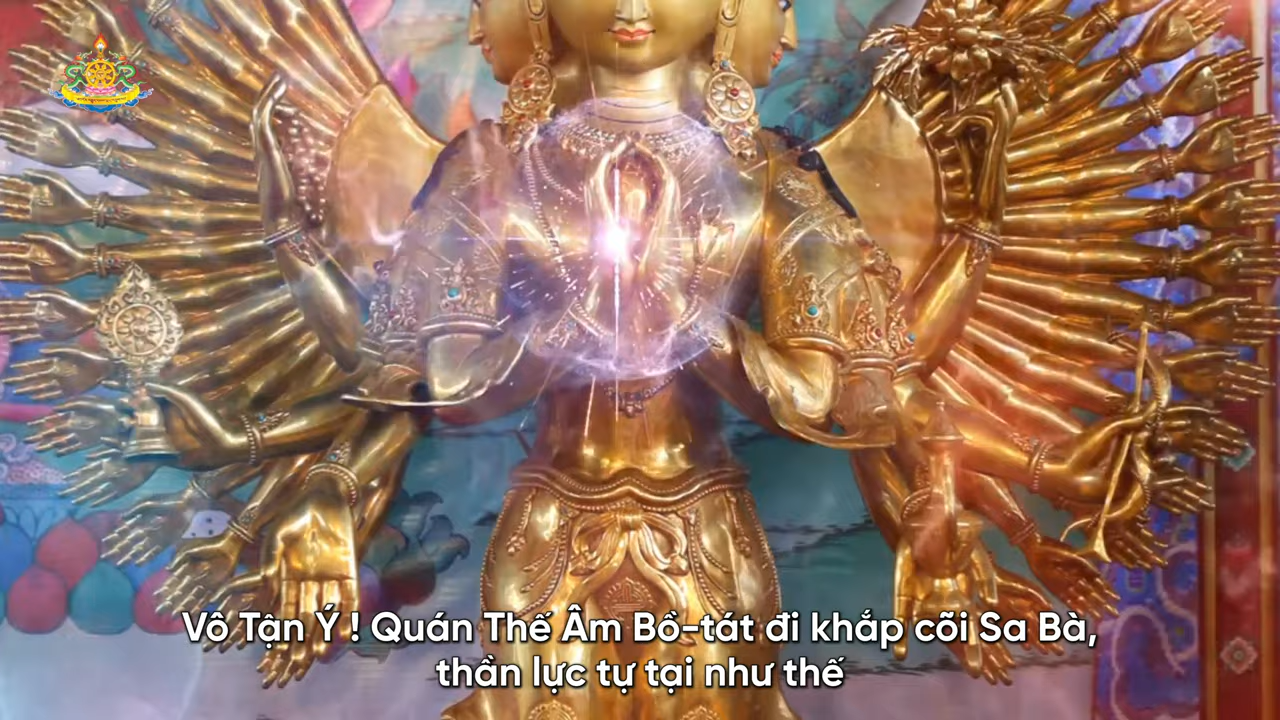 Vô Tận Ý ! Quán Thế Âm Bồ-tát đi khắp cõi Sa Bà,
thần lực tự tại như thế